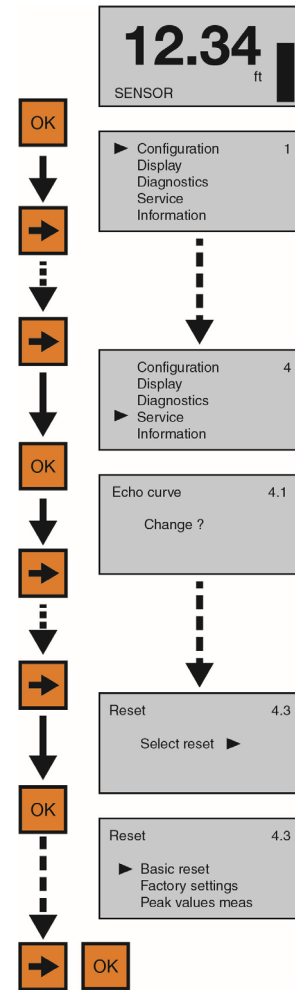 12.34
ft
SENSOR
OK
Configuration 1
Display
Diagnostics
Service
Information
Configuration 4
Display
Diagnostics
Service
Information
OK
Echo curve 4.1
Change ?
Reset 4.3
Select reset
OK
Reset 4.3
Basic reset
Factory settings
Peak values meas
OK